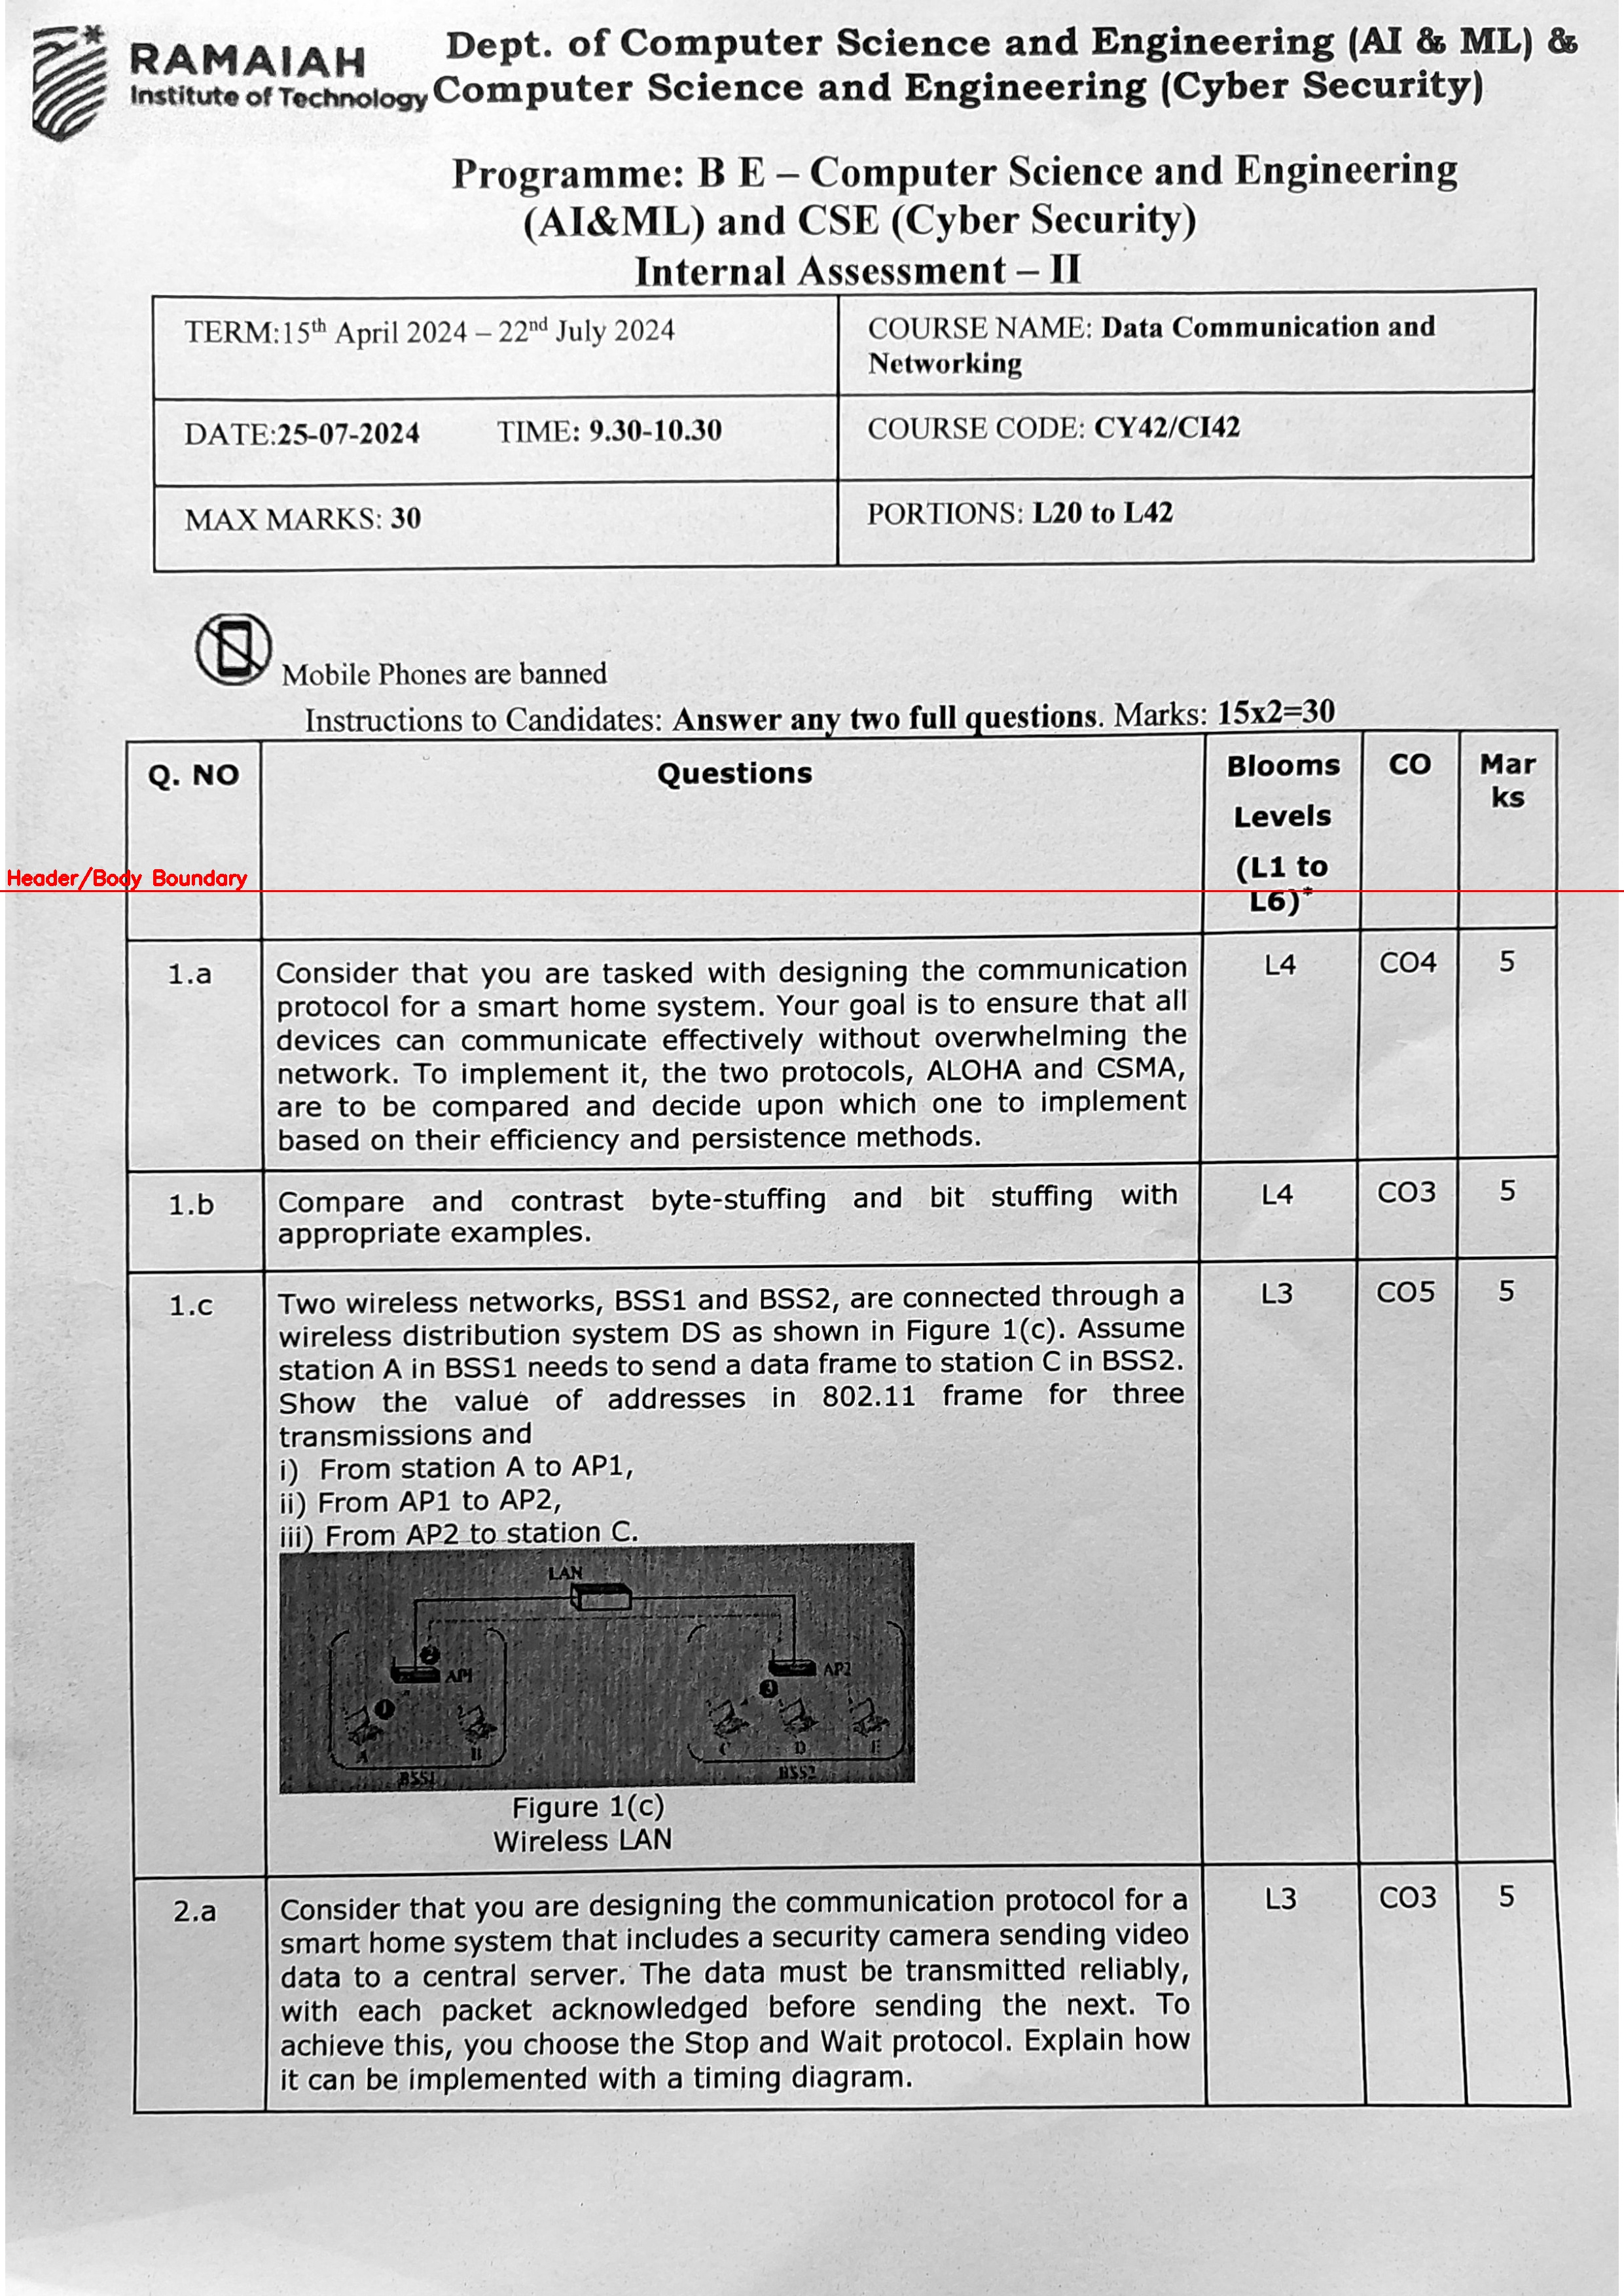 RAMAIAH
Institute of Technology
Dept. of Computer Science and Engineering (AI & ML) &
Computer Science and Engineering (Cyber Security)
Programme: B E – Computer Science and Engineering
(AI&ML) and CSE (Cyber Security)
Internal Assessment – II
TERM:15th April 2024 – 22nd July 2024
COURSE NAME: Data Communication and
Networking
DATE:25-07-2024 TIME: 9.30-10.30
COURSE CODE: CY42/CI42
MAX MARKS: 30
PORTIONS: L20 to L42
Mobile Phones are banned
Instructions to Candidates: Answer any two full questions. Marks: 15x2=30
Q. NO
Questions
Blooms
Levels
(L1 to
L6)*
CO
Mar
ks
Header/Body Boundary
1.a
Consider that you are tasked with designing the communication
protocol for a smart home system. Your goal is to ensure that all
devices can communicate effectively without overwhelming the
network. To implement it, the two protocols, ALOHA and CSMA,
are to be compared and decide upon which one to implement
based on their efficiency and persistence methods.
L4
CO4
5
1.b
Compare and contrast byte-stuffing and bit stuffing with
appropriate examples.
L4
CO3
5
1.c
Two wireless networks, BSS1 and BSS2, are connected through a
wireless distribution system DS as shown in Figure 1(c). Assume
station A in BSS1 needs to send a data frame to station C in BSS2.
Show the value of addresses in 802.11 frame for three
transmissions and
i) From station A to AP1,
ii) From AP1 to AP2,
iii) From AP2 to station C.
L3
CO5
5
LAN
2
AP1
AP2
1
3
A
B
C
D
E
BSS1
BSS2
Figure 1(c)
Wireless LAN
2.a
Consider that you are designing the communication protocol for a
smart home system that includes a security camera sending video
data to a central server. The data must be transmitted reliably,
with each packet acknowledged before sending the next. To
achieve this, you choose the Stop and Wait protocol. Explain how
it can be implemented with a timing diagram.
L3
CO3
5